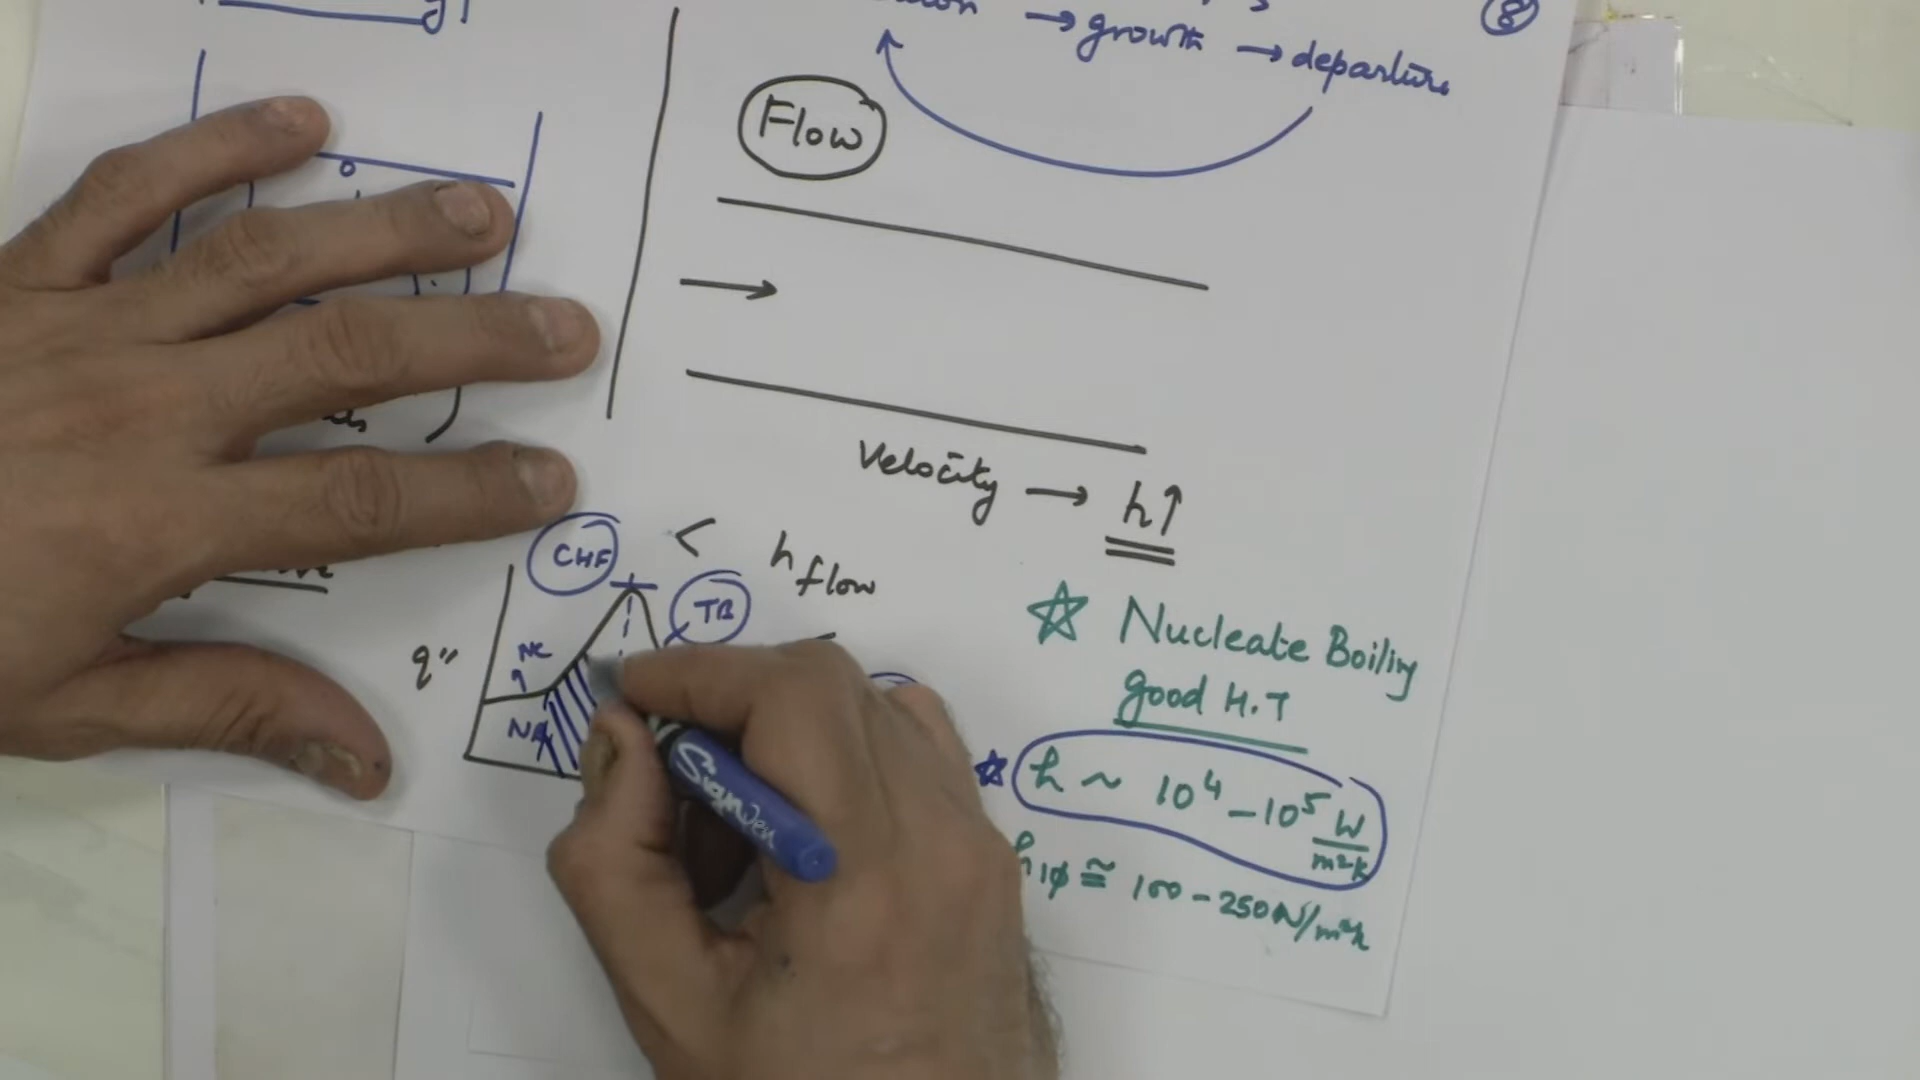 → growth → departure
8
Flow
Velocity → h↑
CHF
< h flow
TB
q"
NC
NB
☆ Nucleate Boiling
good H.T
☆ h ~ 10⁴ – 10⁵ W/m²k
h1φ ≅ 100 – 250 W/m²k
Signpen